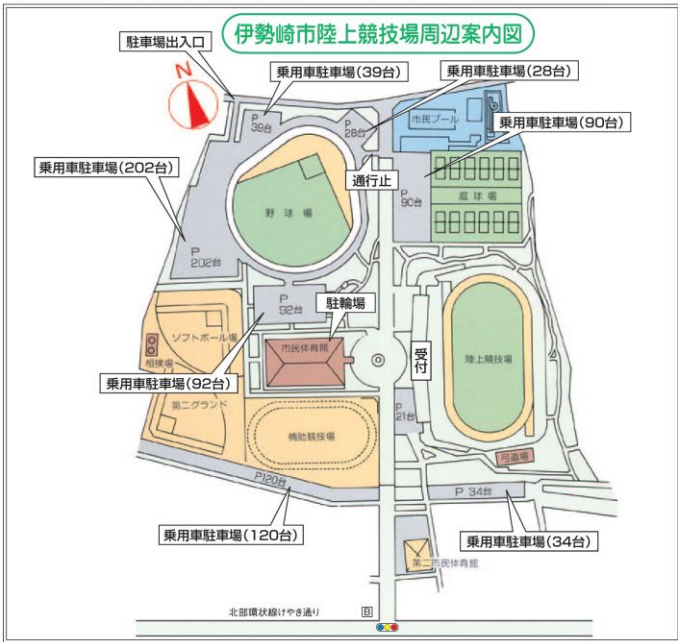 伊勢崎市陸上競技場周辺案内図
駐車場出入口
N
乗用車駐車場(39台)
乗用車駐車場(28台)
P
39台
P
28台
市民プール
乗用車駐車場(90台)
乗用車駐車場(202台)
通行止
野球場
P
90台
庭球場
P
202台
P
92台
駐輪場
ソフトボール場
市民体育館
相撲場
受付
陸上競技場
乗用車駐車場(92台)
第二グランド
P
21台
補助競技場
弓道場
P120台
P 34台
乗用車駐車場(120台)
乗用車駐車場(34台)
第二市民体育館
北部環状線けやき通り
B